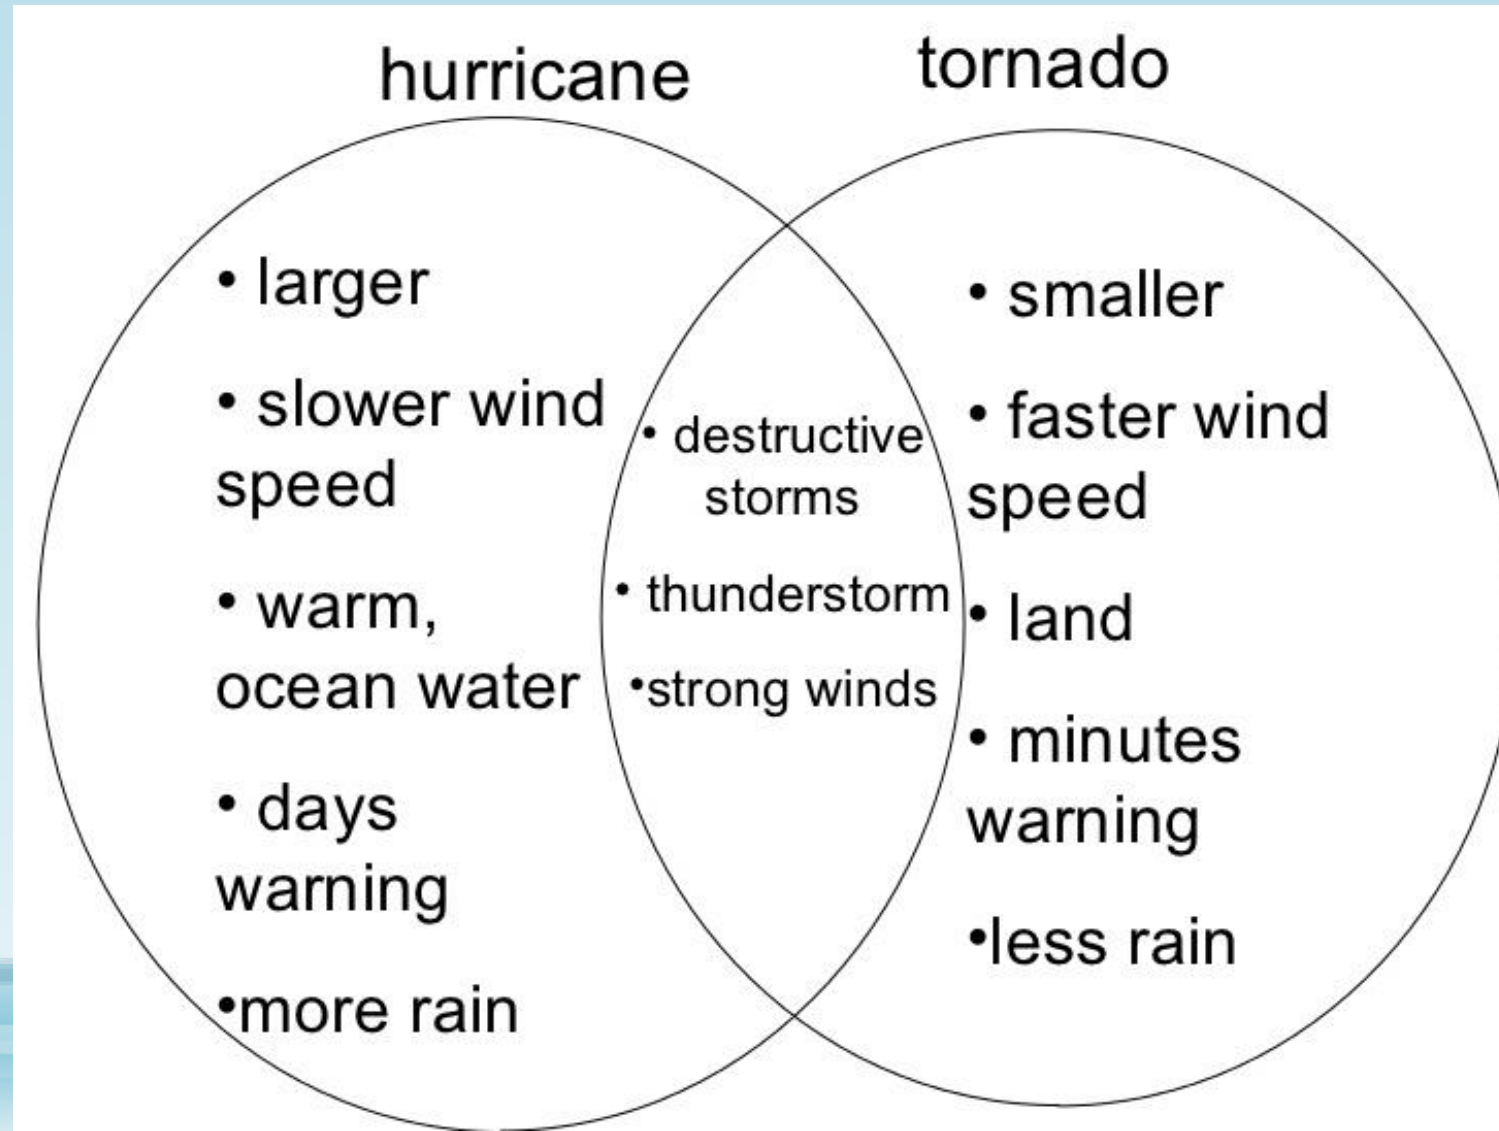 hurricane
• larger
• slower wind
speed
• warm,
ocean water
• days
warning
•more rain
• destructive
storms
• thunderstorm
•strong winds
tornado
• smaller
• faster wind
speed
• land
• minutes
warning
•less rain